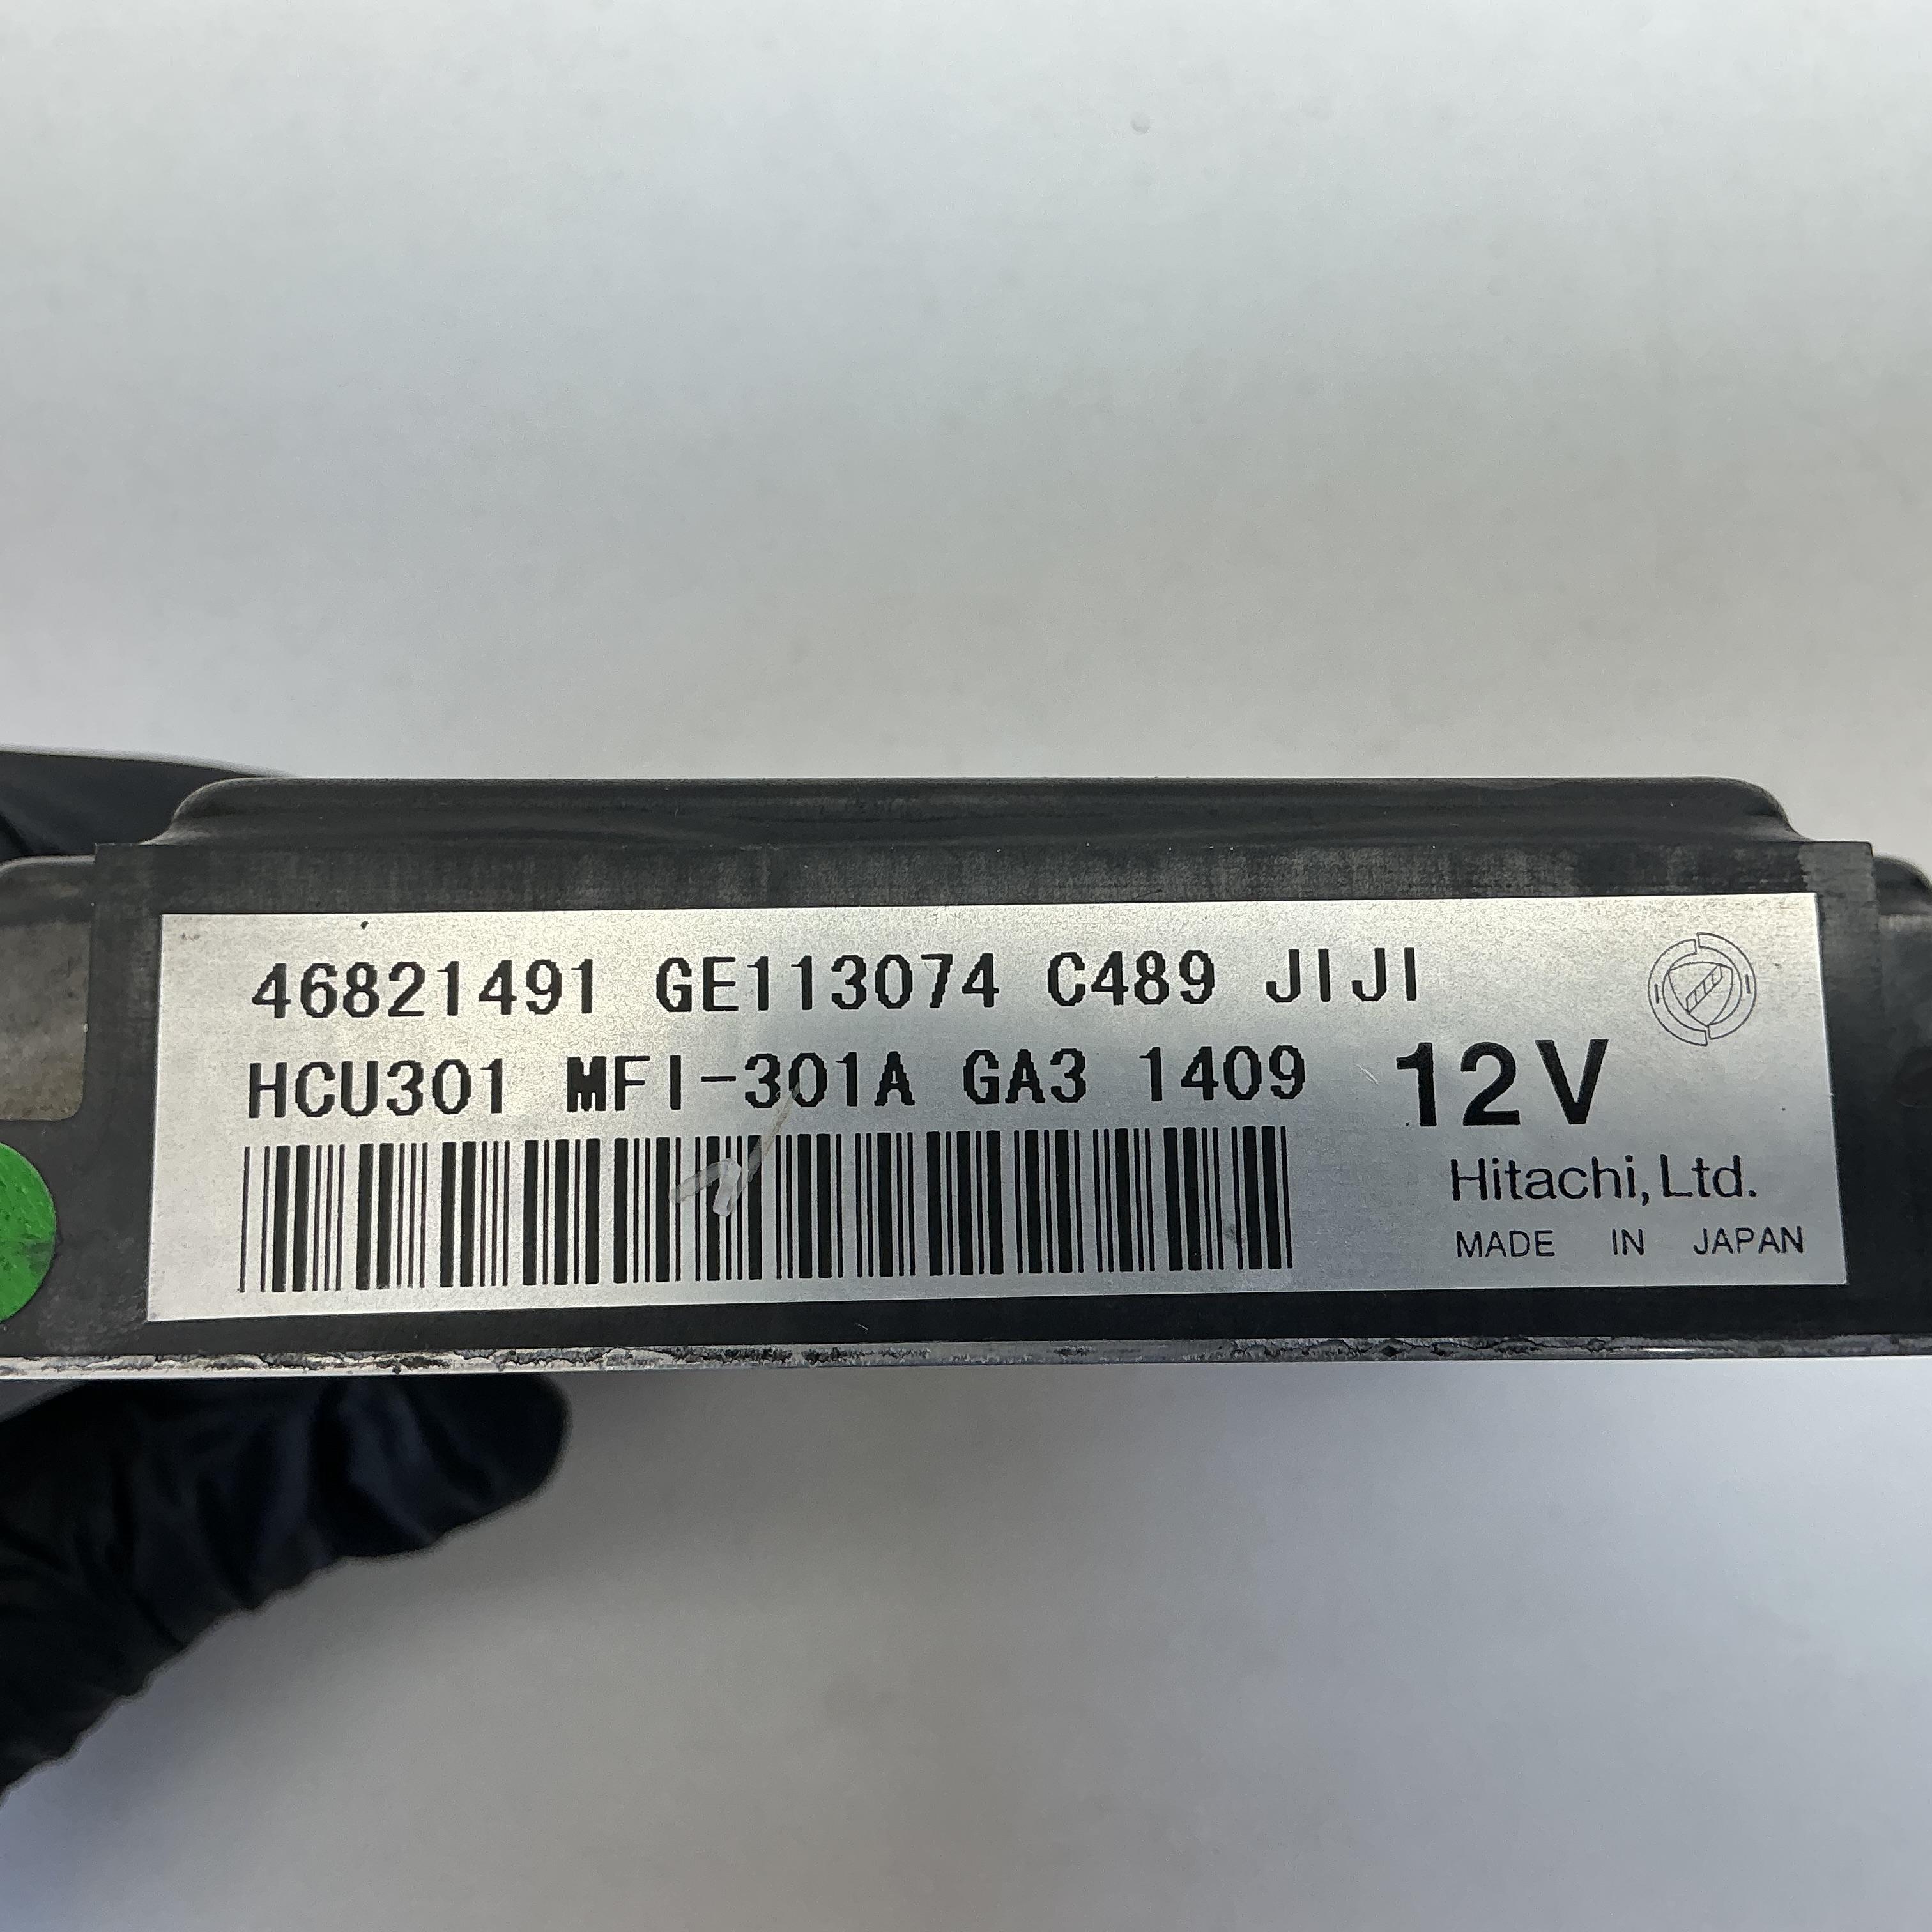 46821491 GE113074 C489 JIJI
HCU301 MFI-301A GA3 1409
12V
Hitachi, Ltd.
MADE IN JAPAN